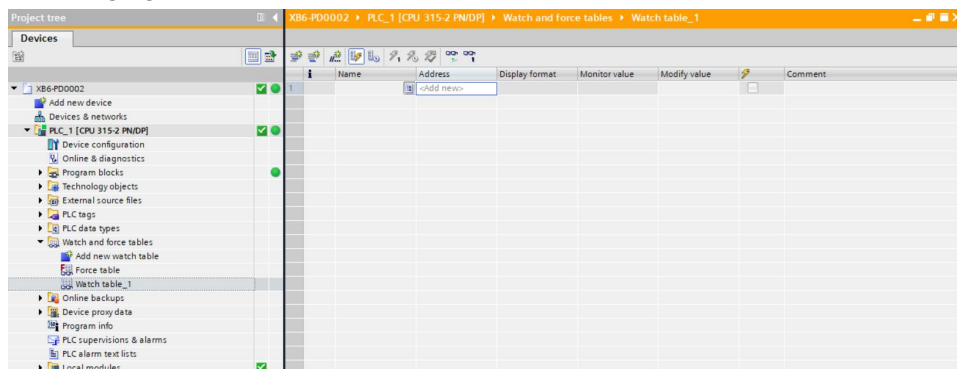 Project tree
XB6-PD0002 ▸ PLC_1 [CPU 315-2 PN/DP] ▸ Watch and force tables ▸ Watch table_1
Devices
i Name Address Display format Monitor value Modify value Comment
1 <Add new>
XB6-PD0002
Add new device
Devices & networks
PLC_1 [CPU 315-2 PN/DP]
Device configuration
Online & diagnostics
Program blocks
Technology objects
External source files
PLC tags
PLC data types
Watch and force tables
Add new watch table
Force table
Watch table_1
Online backups
Device proxy data
Program info
PLC supervisions & alarms
PLC alarm text lists
Local modules